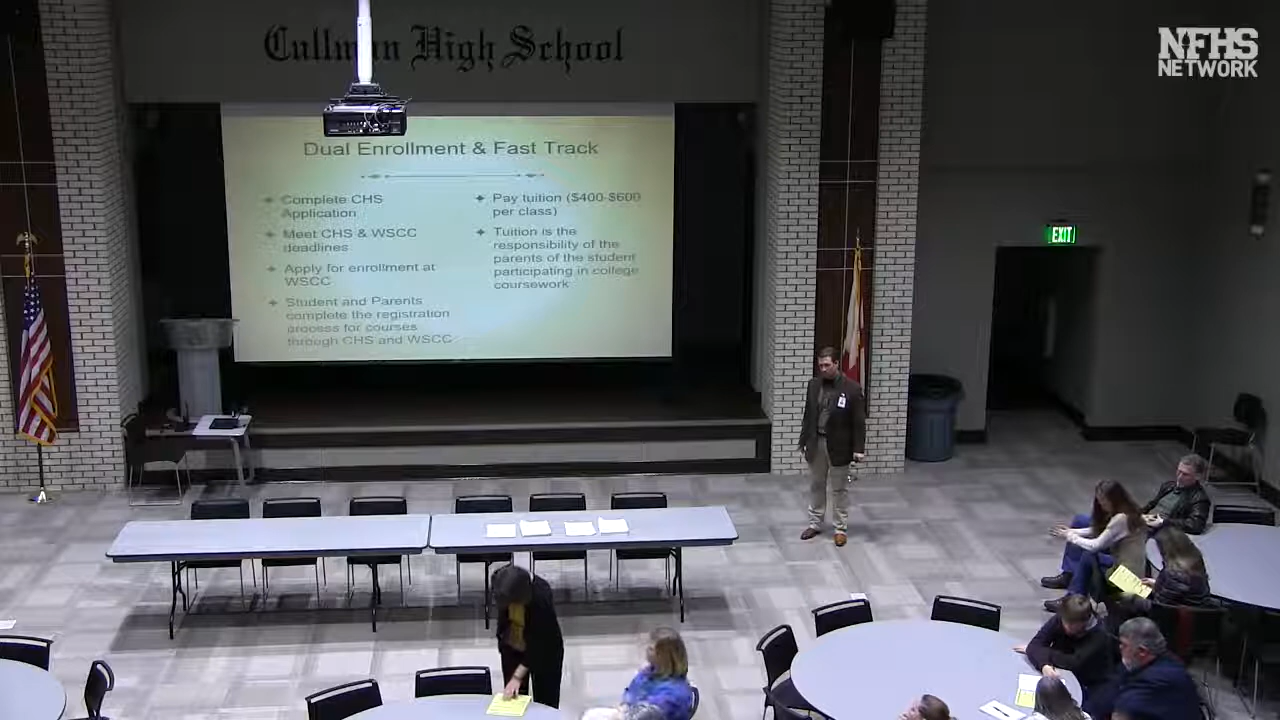 Cullman High School
NFHS
NETWORK
Dual Enrollment & Fast Track
Complete CHS
Application
Meet CHS & WSCC
deadlines
Apply for enrollment at
WSCC
Student and Parents
complete the registration
process for courses
through CHS and WSCC
Pay tuition ($400-$600
per class)
Tuition is the
responsibility of the
parents of the student
participating in college
coursework
EXIT